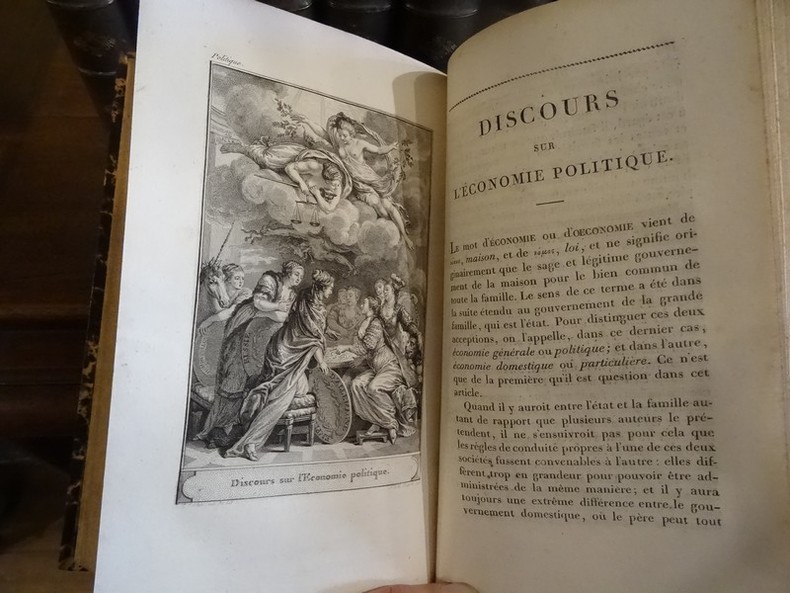 Politique.
Discours sur l'Economie politique.
DISCOURS
SUR
L'ÉCONOMIE POLITIQUE.
LE mot d'ÉCONOMIE ou d'OECONOMIE vient de
maison, et de νόμος, loi, et ne signifie ori-
ginairement que le sage et légitime gouverne-
ment de la maison pour le bien commun de
toute la famille. Le sens de ce terme a été dans
la suite étendu au gouvernement de la grande
famille, qui est l'état. Pour distinguer ces deux
acceptions, on l'appelle, dans ce dernier cas,
économie générale ou politique; et dans l'autre,
économie domestique ou particulière. Ce n'est
que de la première qu'il est question dans cet
article.
Quand il y auroit entre l'état et la famille au-
tant de rapport que plusieurs auteurs le pré-
tendent, il ne s'ensuivroit pas pour cela que
les règles de conduite propres à l'une de ces deux
sociétés fussent convenables à l'autre : elles dif-
fèrent trop en grandeur pour pouvoir être ad-
ministrées de la même manière; et il y aura
toujours une extrême différence entre le gou-
vernement domestique, où le père peut tout